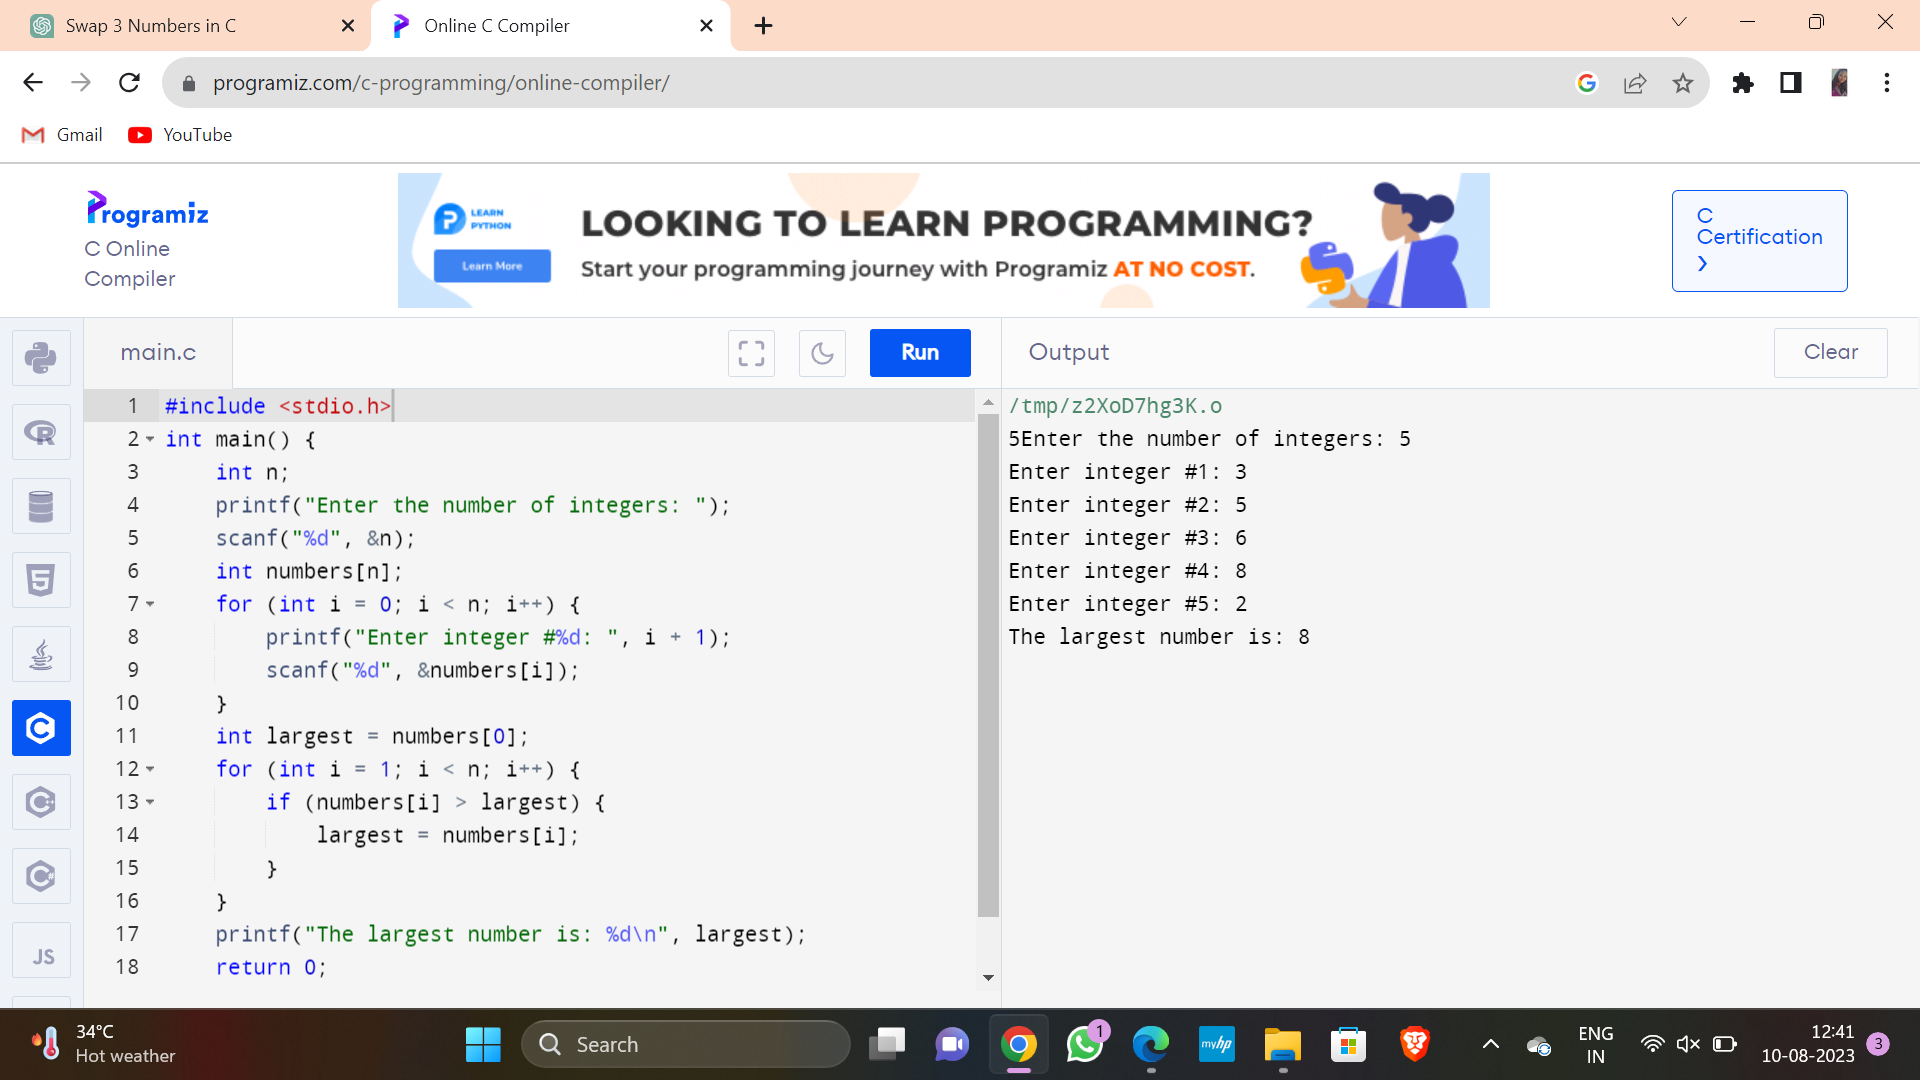 Swap 3 Numbers in C
Online C Compiler
programiz.com/c-programming/online-compiler/
Gmail
YouTube
Programiz
C Online
Compiler
LEARN
PYTHON
Learn More
LOOKING TO LEARN PROGRAMMING?
Start your programming journey with Programiz AT NO COST.
C
Certification
main.c
Run
Output
Clear
1 #include <stdio.h>
2 int main() {
3     int n;
4     printf("Enter the number of integers: ");
5     scanf("%d", &n);
6     int numbers[n];
7     for (int i = 0; i < n; i++) {
8         printf("Enter integer #%d: ", i + 1);
9         scanf("%d", &numbers[i]);
10     }
11     int largest = numbers[0];
12     for (int i = 1; i < n; i++) {
13         if (numbers[i] > largest) {
14             largest = numbers[i];
15         }
16     }
17     printf("The largest number is: %d\n", largest);
18     return 0;
/tmp/z2XoD7hg3K.o
5Enter the number of integers: 5
Enter integer #1: 3
Enter integer #2: 5
Enter integer #3: 6
Enter integer #4: 8
Enter integer #5: 2
The largest number is: 8
R
5
C
C
C#
JS
34°C
Hot weather
Search
1
myhp
ENG
IN
12:41
10-08-2023
3